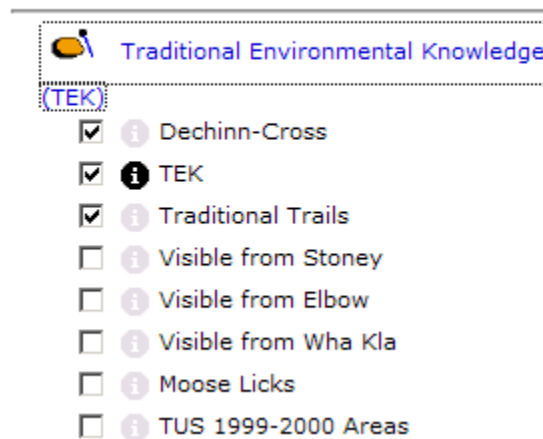 Traditional Environmental Knowledge
(TEK)
Dechinn-Cross
TEK
Traditional Trails
Visible from Stoney
Visible from Elbow
Visible from Wha Kla
Moose Licks
TUS 1999-2000 Areas